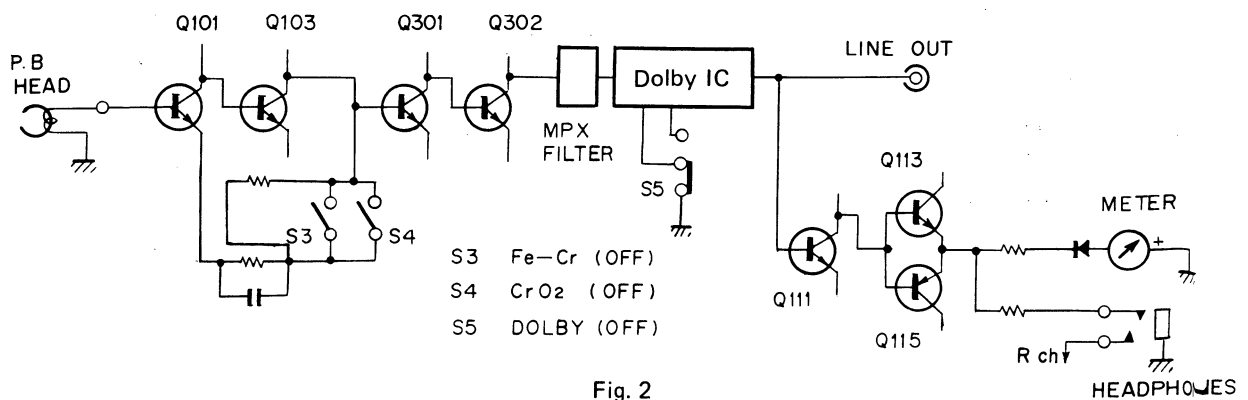 Q101
Q103
Q301
Q302
P.B
HEAD
Dolby IC
LINE OUT
MPX
FILTER
S5
Q113
METER
+
S3
S4
S3 Fe-Cr (OFF)
S4 CrO2 (OFF)
S5 DOLBY (OFF)
Q111
Q115
R ch
HEADPHONES
Fig. 2